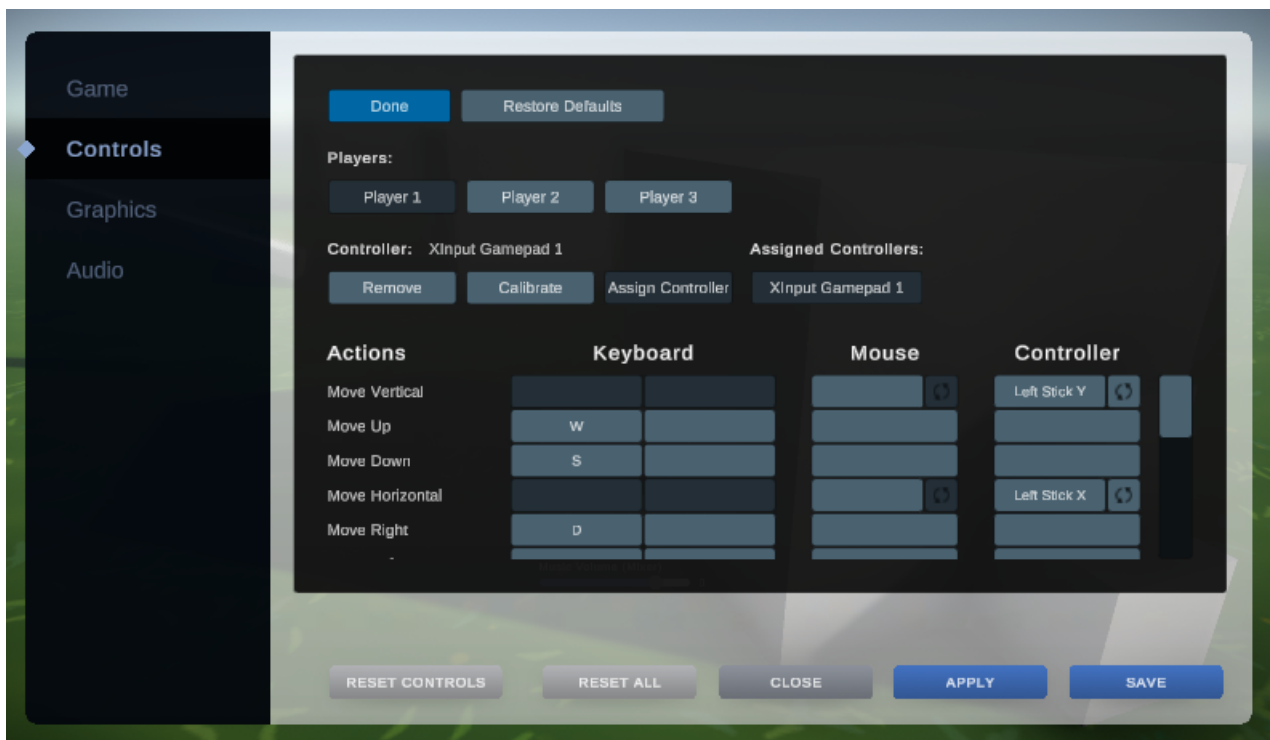 Game
Controls
Graphics
Audio
Done Restore Defaults
Players:
Player 1 Player 2 Player 3
Controller: XInput Gamepad 1 Assigned Controllers:
Remove Calibrate Assign Controller XInput Gamepad 1
Actions Keyboard Mouse Controller
Move Vertical Left Stick Y
Move Up W
Move Down S
Move Horizontal Left Stick X
Move Right D
RESET CONTROLS RESET ALL CLOSE APPLY SAVE